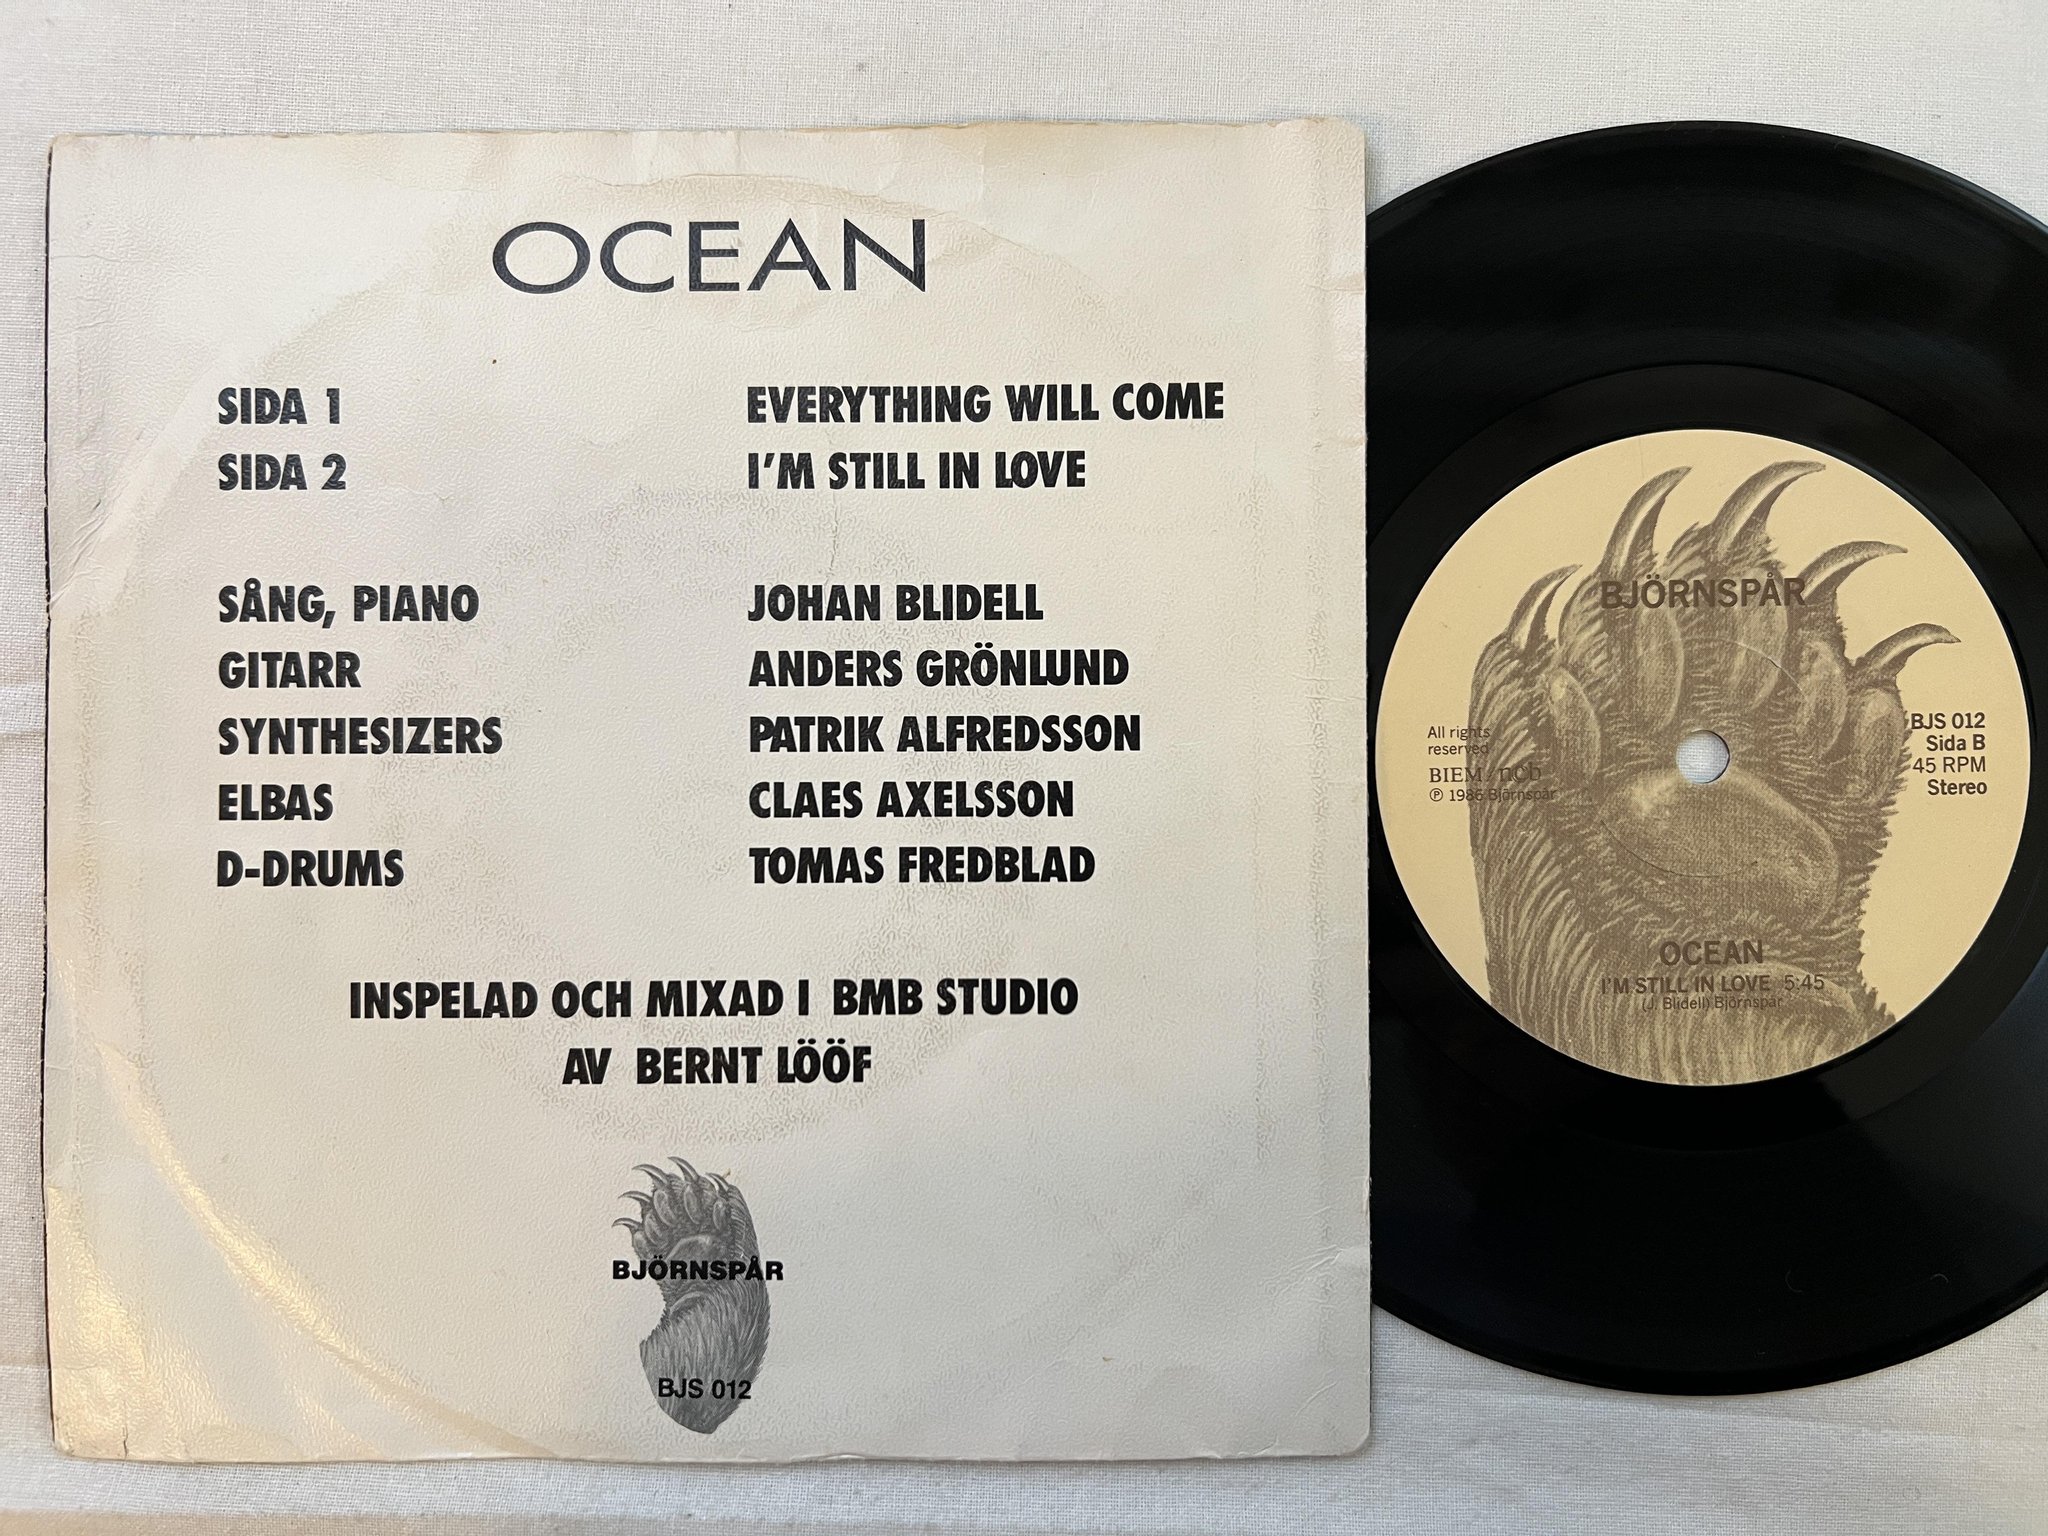 OCEAN
SIDA 1 EVERYTHING WILL COME
SIDA 2 I'M STILL IN LOVE
SÅNG, PIANO JOHAN BLIDELL
GITARR ANDERS GRÖNLUND
SYNTHESIZERS PATRIK ALFREDSSON
ELBAS CLAES AXELSSON
D-DRUMS TOMAS FREDBLAD
INSPELAD OCH MIXAD I BMB STUDIO
AV BERNT LÖÖF
BJÖRNSPÅR
BJS 012
BJÖRNSPÅR
All rights
reserved
BIEM / ncb
℗ 1986 Björnspår
BJS 012
Sida B
45 RPM
Stereo
OCEAN
I'M STILL IN LOVE 5:45
(J. Blidell) Björnspår